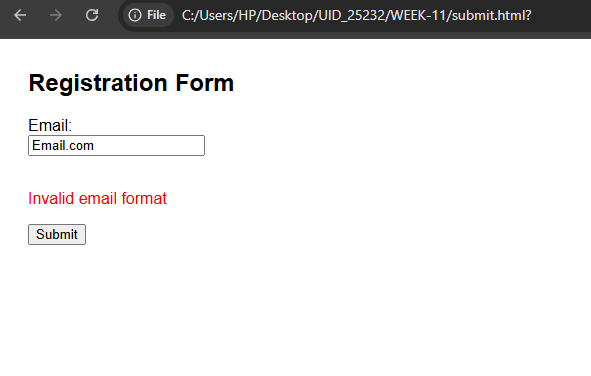 File C:/Users/HP/Desktop/UID_25232/WEEK-11/submit.html?
Registration Form
Email:
Email.com
Invalid email format
Submit